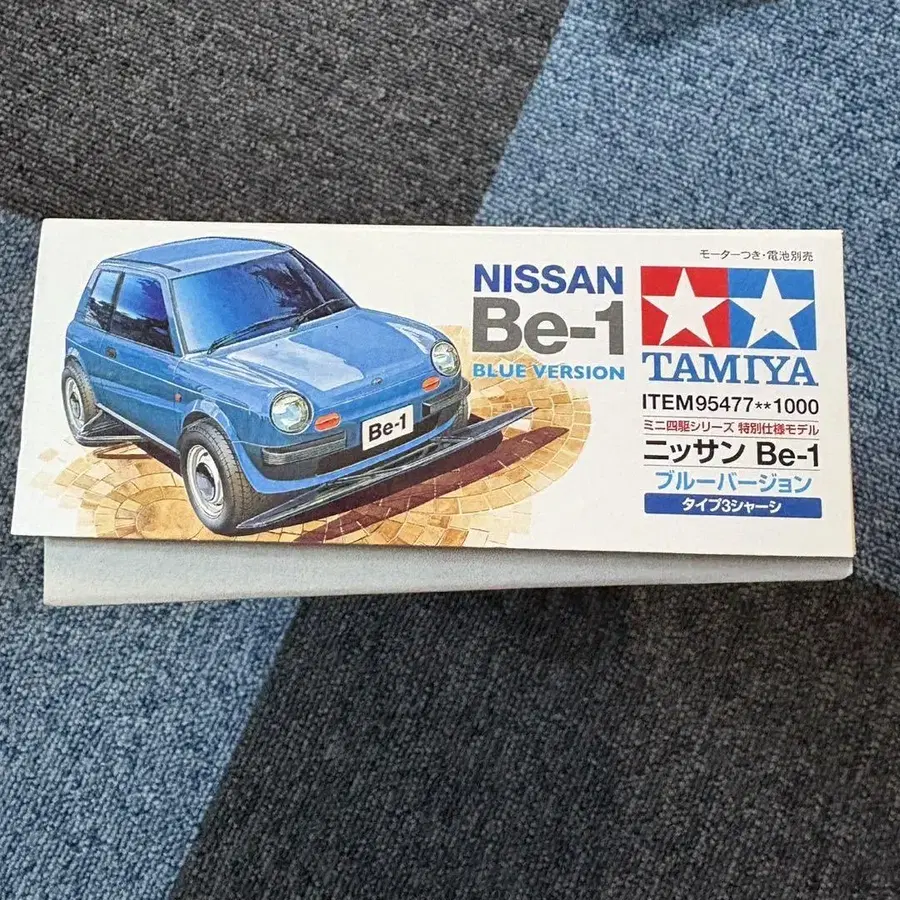 モーターつき・電池別売
NISSAN
Be-1
BLUE VERSION
TAMIYA
ITEM 95477**1000
ミニ四駆シリーズ 特別仕様モデル
ニッサン Be-1
ブルーバージョン
タイプ3シャーシ
Be-1